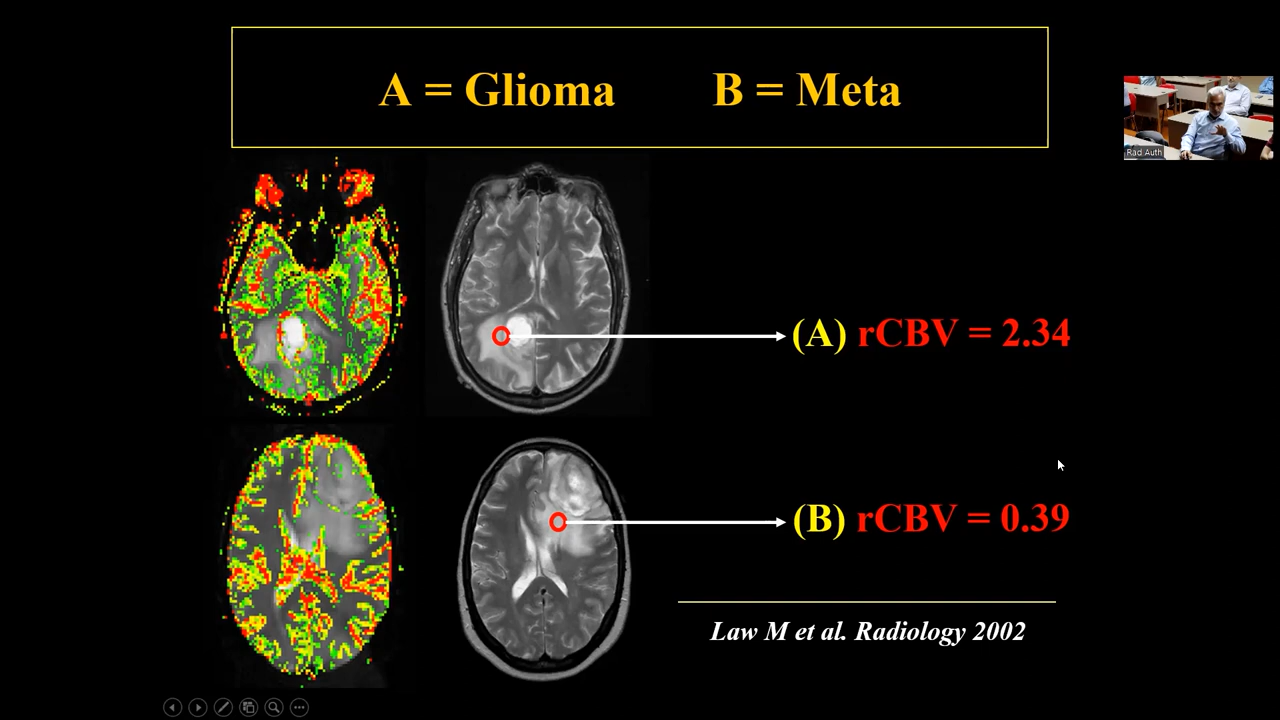 A = Glioma B = Meta
Rad Auth
(A) rCBV = 2.34
(B) rCBV = 0.39
Law M et al. Radiology 2002